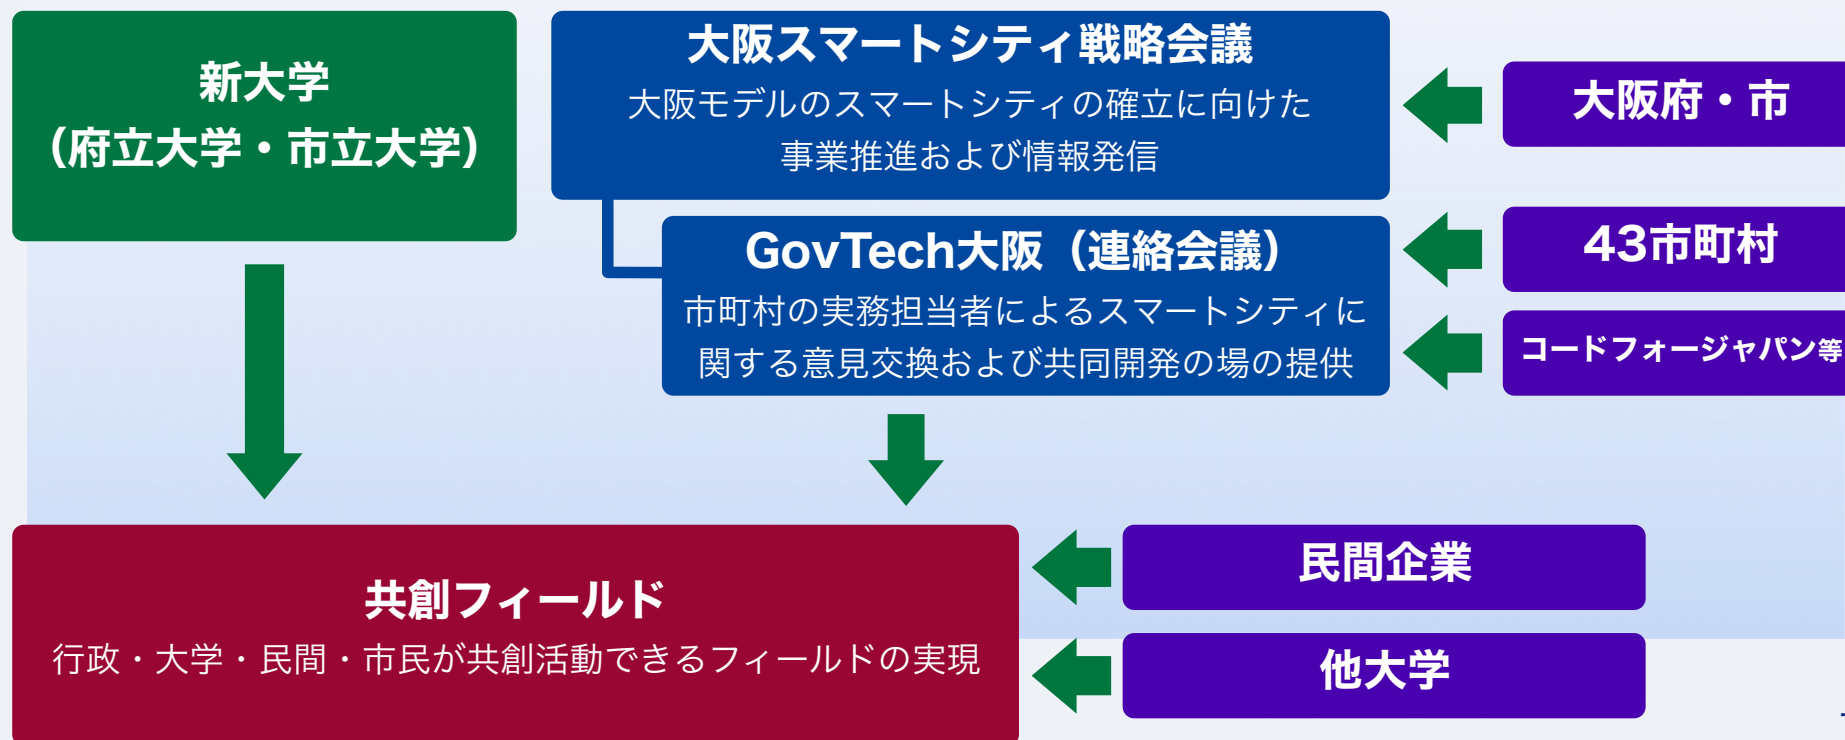 新大学
（府立大学・市立大学）
大阪スマートシティ戦略会議
大阪モデルのスマートシティの確立に向けた
事業推進および情報発信
大阪府・市
GovTech大阪（連絡会議）
市町村の実務担当者によるスマートシティに
関する意見交換および共同開発の場の提供
43市町村
コードフォージャパン等
共創フィールド
行政・大学・民間・市民が共創活動できるフィールドの実現
民間企業
他大学